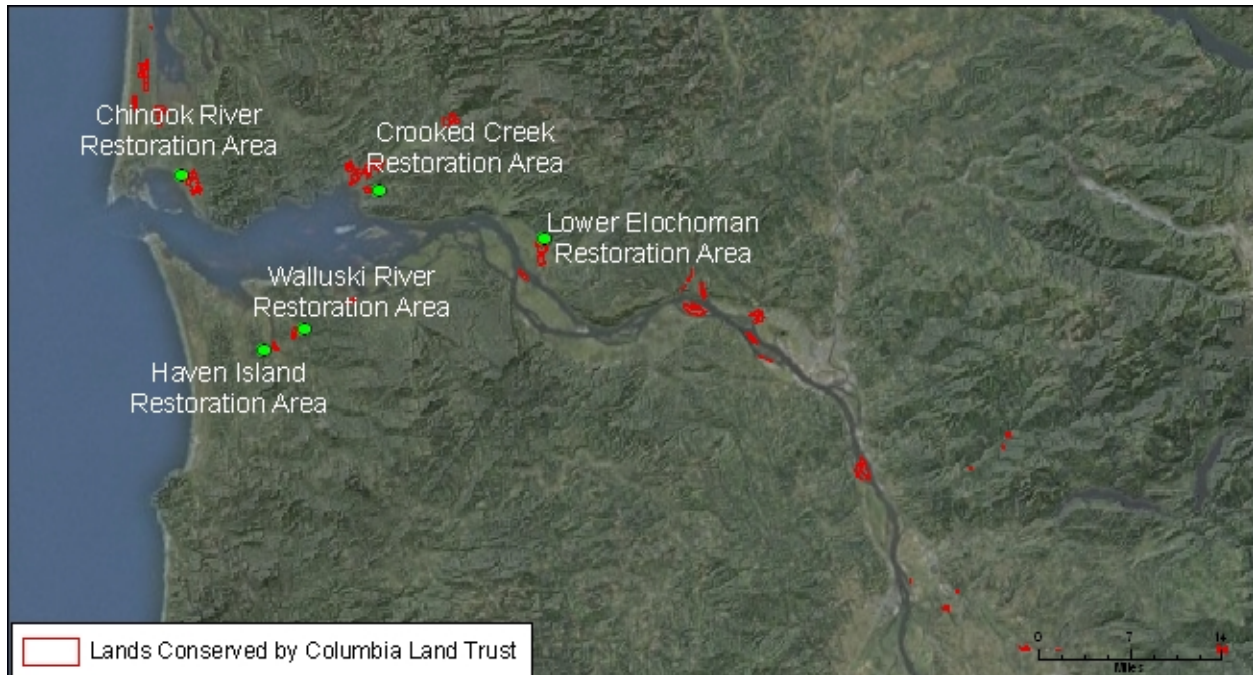 Chinook River
Restoration Area
Crooked Creek
Restoration Area
Lower Elochoman
Restoration Area
Walluski River
Restoration Area
Haven Island
Restoration Area
Lands Conserved by Columbia Land Trust
0 7 14
Miles